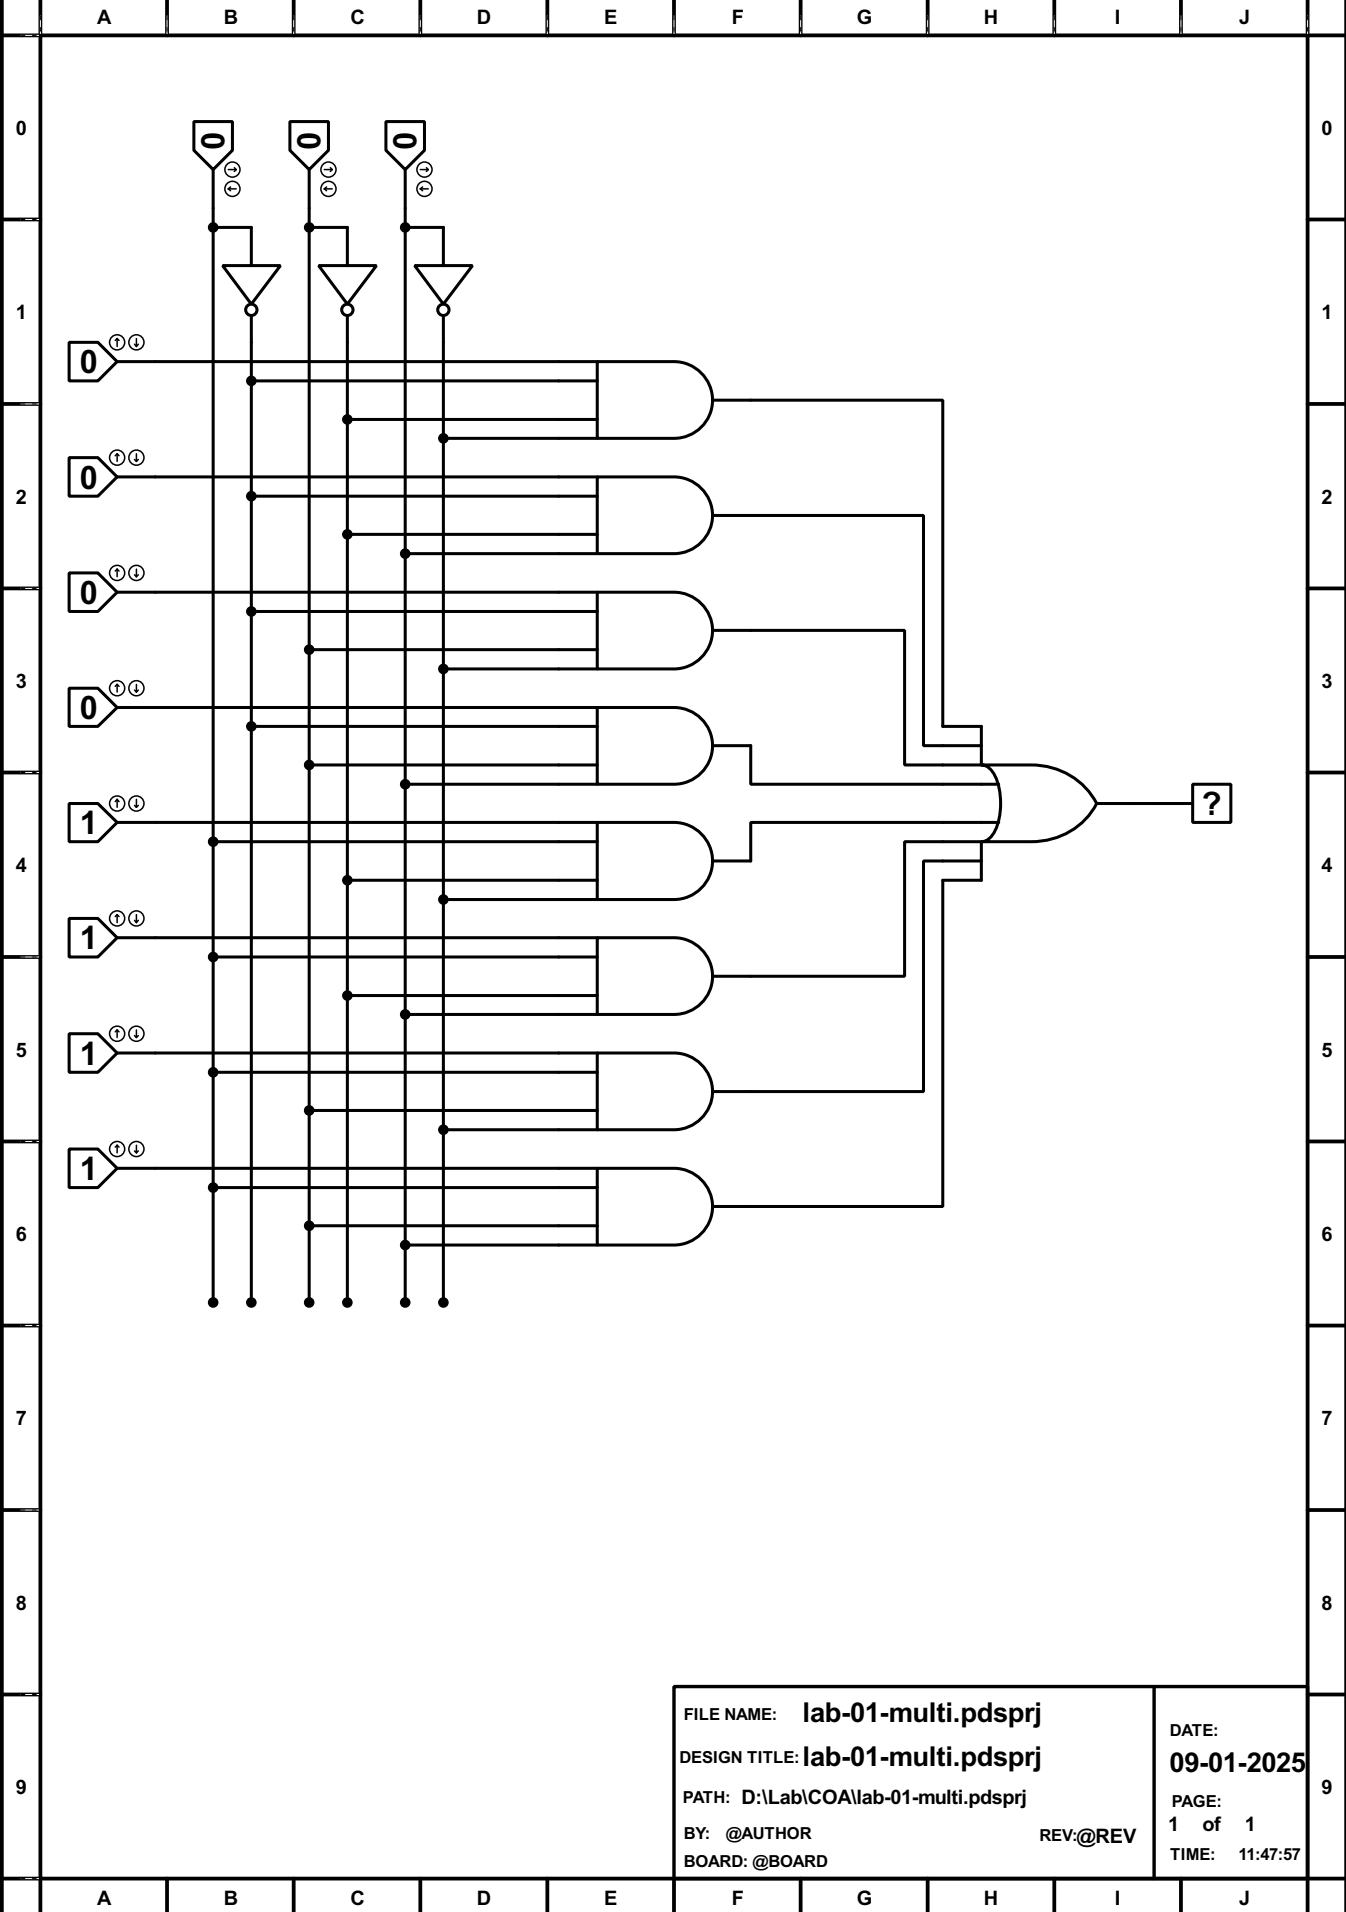 A B C D E F G H I J
0 0
0 0 0
1 1
0
0
2 2
0
3 3
0
?
1
4 4
1
5 5
1
1
6 6
7 7
8 8
FILE NAME: lab-01-multi.pdsprj
DATE:
DESIGN TITLE: lab-01-multi.pdsprj
09-01-2025
9 9
PATH: D:\Lab\COA\lab-01-multi.pdsprj
PAGE:
1 of 1
BY: @AUTHOR REV:@REV
TIME: 11:47:57
BOARD: @BOARD
A B C D E F G H I J